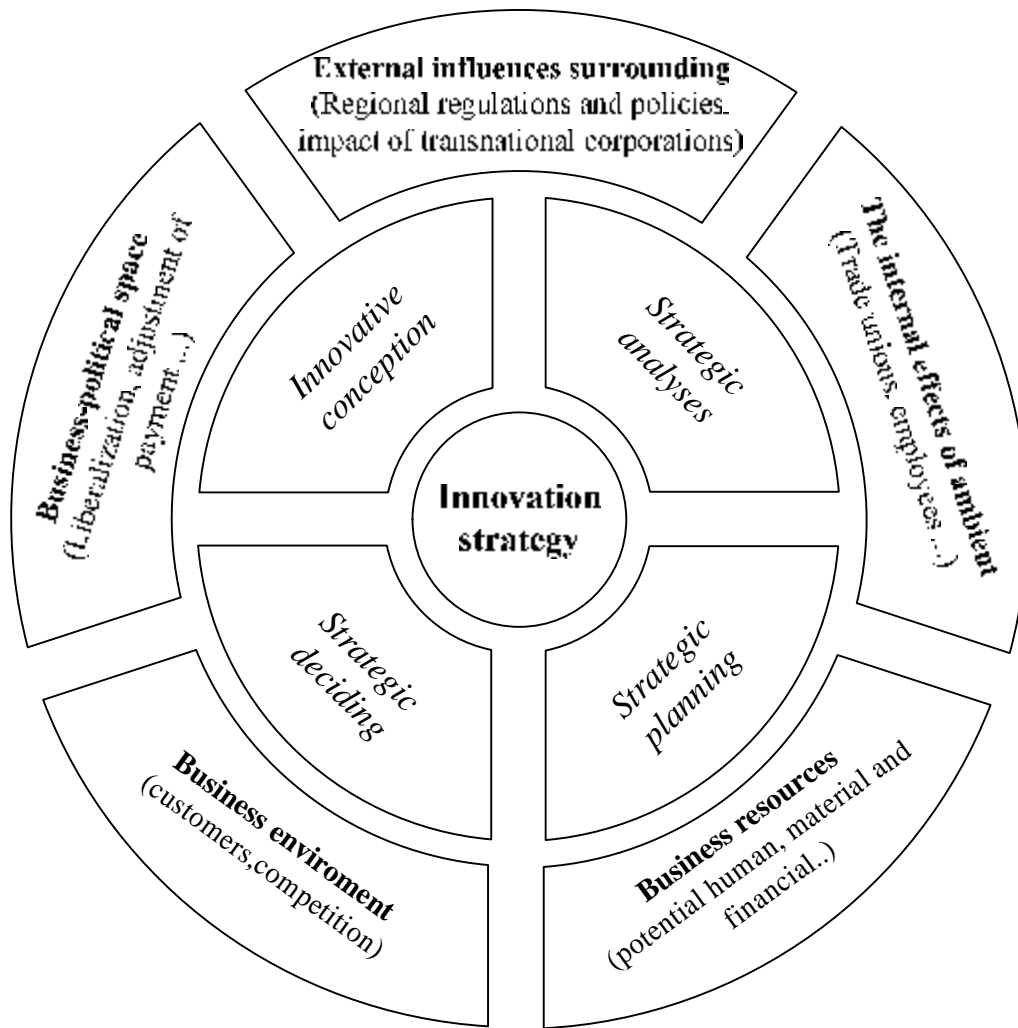 External influences surrounding
(Regional regulations and policies
impact of transnational corporations)
The internal effects of ambient
(Trade unious, employees ...)
Business resources
(potential human, material and
financial..)
Business enviroment
(customers,competition)
Business-political space
(Liberalization, adjustment of
payment ...)
Innovative
conception
Strategic
analyses
Strategic
planning
Strategic
deciding
Innovation
strategy